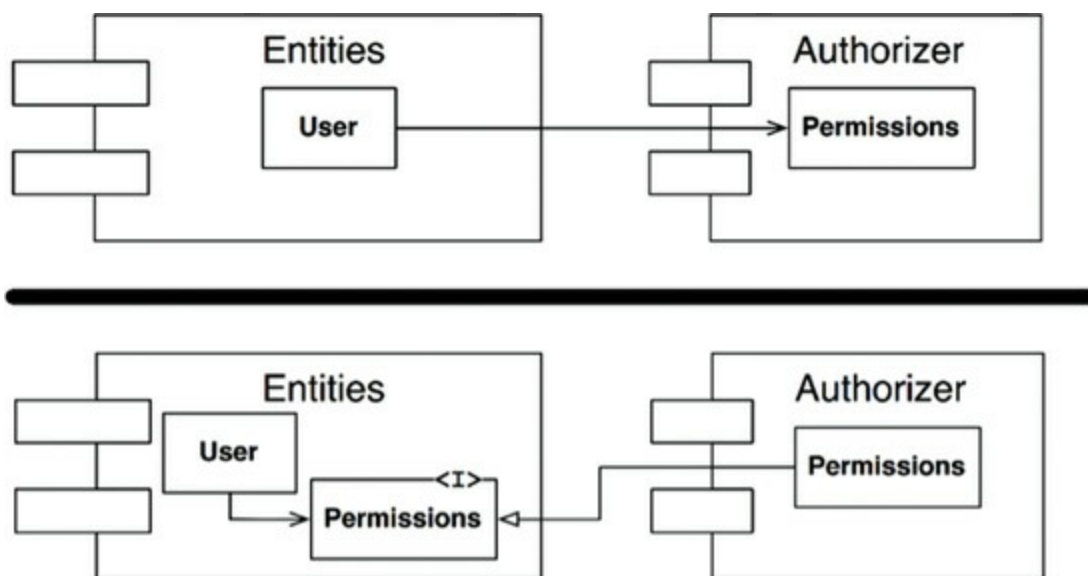 Entities
Authorizer
User
Permissions
Entities
Authorizer
User
<I>
Permissions
Permissions